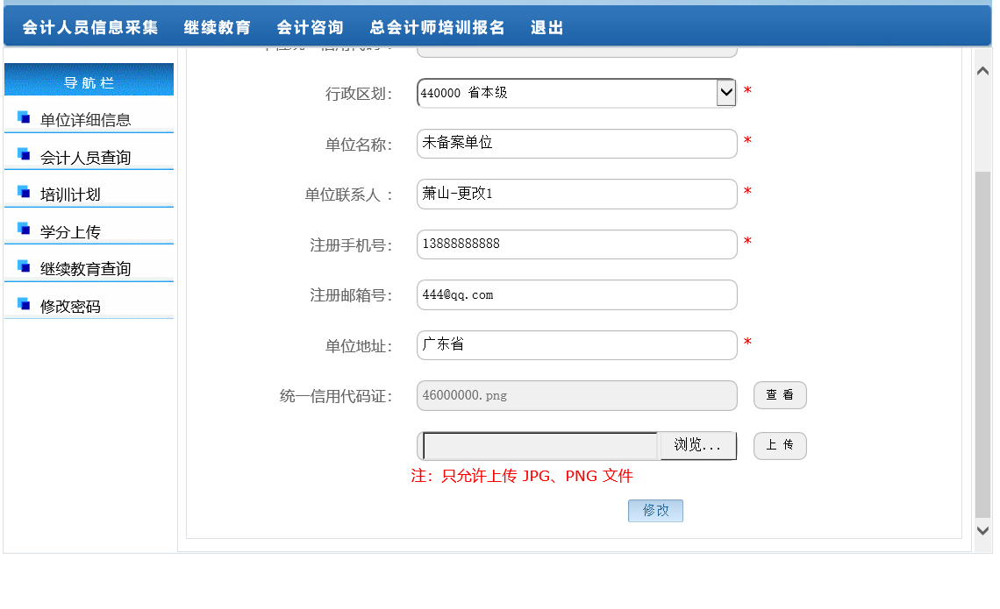 会计人员信息采集 继续教育 会计咨询 总会计师培训报名 退出
导航栏
单位详细信息
会计人员查询
培训计划
学分上传
继续教育查询
修改密码
行政区划： 440000 省本级 *
单位名称： 未备案单位 *
单位联系人 ： 萧山-更改1 *
注册手机号： 13888888888 *
注册邮箱号： 444@qq.com
单位地址： 广东省 *
统一信用代码证： 46000000.png 查 看
浏览... 上 传
注：只允许上传 JPG、PNG 文件
修改